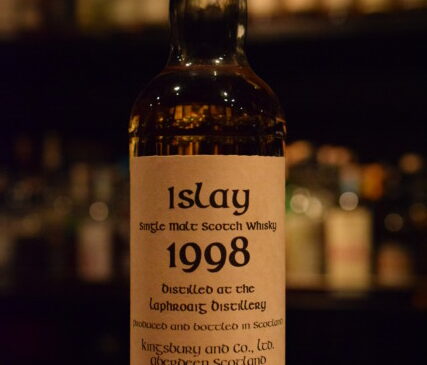 Islay
Single Malt Scotch Whisky
1998
Distilled at the
Laphroaig Distillery
Produced and bottled in Scotland
Kingsbury and Co., Ltd.
Aberdeen Scotland